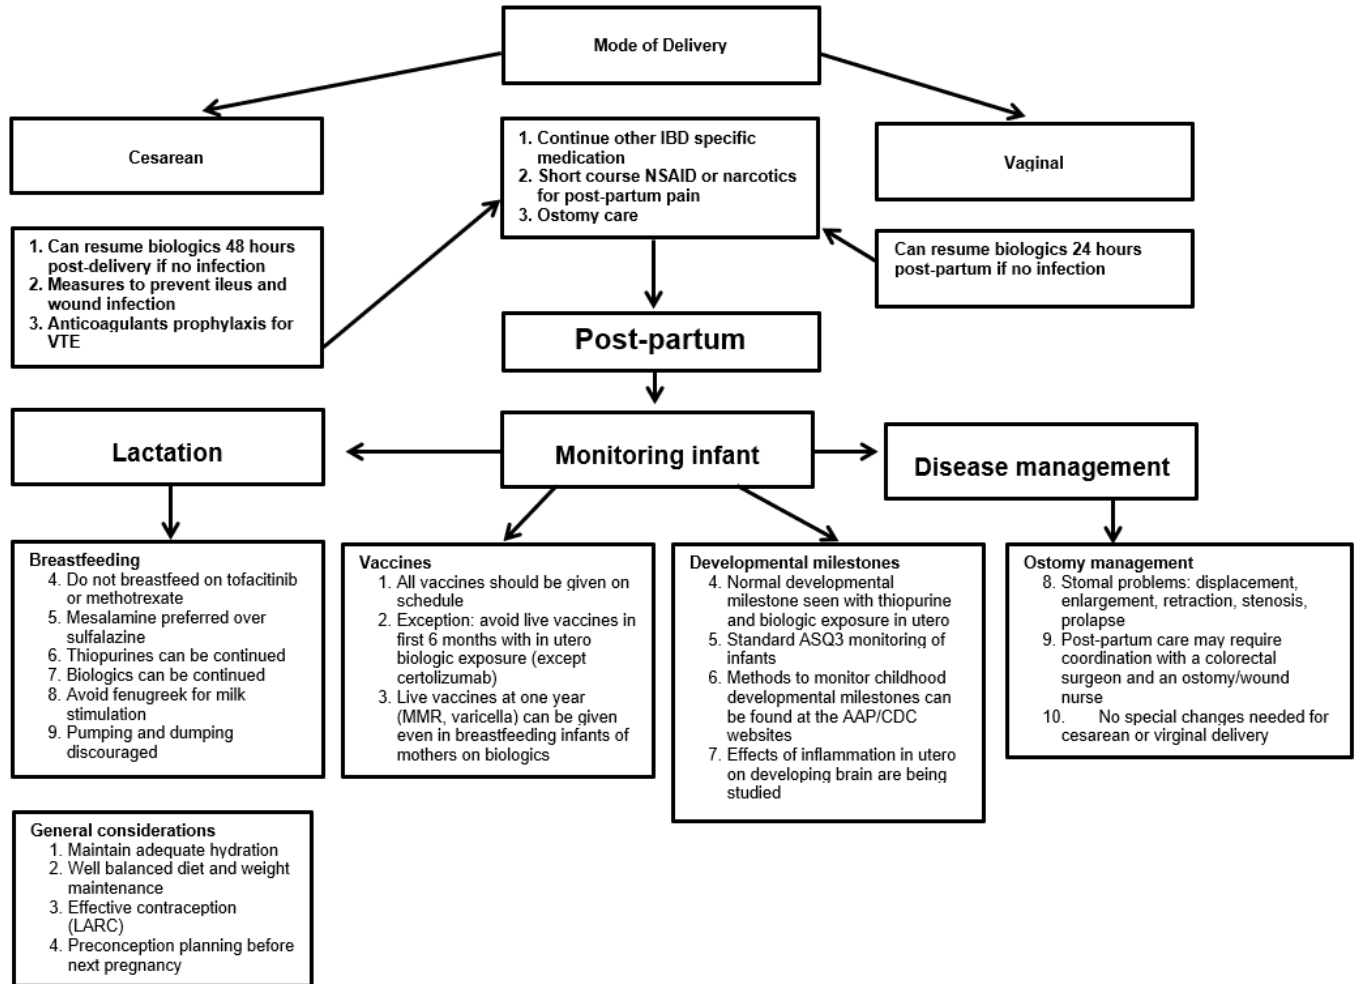 Mode of Delivery
Cesarean
1. Continue other IBD specific
medication
2. Short course NSAID or narcotics
for post-partum pain
3. Ostomy care
Vaginal
1. Can resume biologics 48 hours
post-delivery if no infection
2. Measures to prevent ileus and
wound infection
3. Anticoagulants prophylaxis for
VTE
Can resume biologics 24 hours
post-partum if no infection
Post-partum
Lactation
Monitoring infant
Disease management
Breastfeeding
4. Do not breastfeed on tofacitinib
or methotrexate
5. Mesalamine preferred over
sulfalazine
6. Thiopurines can be continued
7. Biologics can be continued
8. Avoid fenugreek for milk
stimulation
9. Pumping and dumping
discouraged
Vaccines
1. All vaccines should be given on
schedule
2. Exception: avoid live vaccines in
first 6 months with in utero
biologic exposure (except
certolizumab)
3. Live vaccines at one year
(MMR, varicella) can be given
even in breastfeeding infants of
mothers on biologics
Developmental milestones
4. Normal developmental
milestone seen with thiopurine
and biologic exposure in utero
5. Standard ASQ3 monitoring of
infants
6. Methods to monitor childhood
developmental milestones can
be found at the AAP/CDC
websites
7. Effects of inflammation in utero
on developing brain are being
studied
Ostomy management
8. Stomal problems: displacement,
enlargement, retraction, stenosis,
prolapse
9. Post-partum care may require
coordination with a colorectal
surgeon and an ostomy/wound
nurse
10. No special changes needed for
cesarean or virginal delivery
General considerations
1. Maintain adequate hydration
2. Well balanced diet and weight
maintenance
3. Effective contraception
(LARC)
4. Preconception planning before
next pregnancy